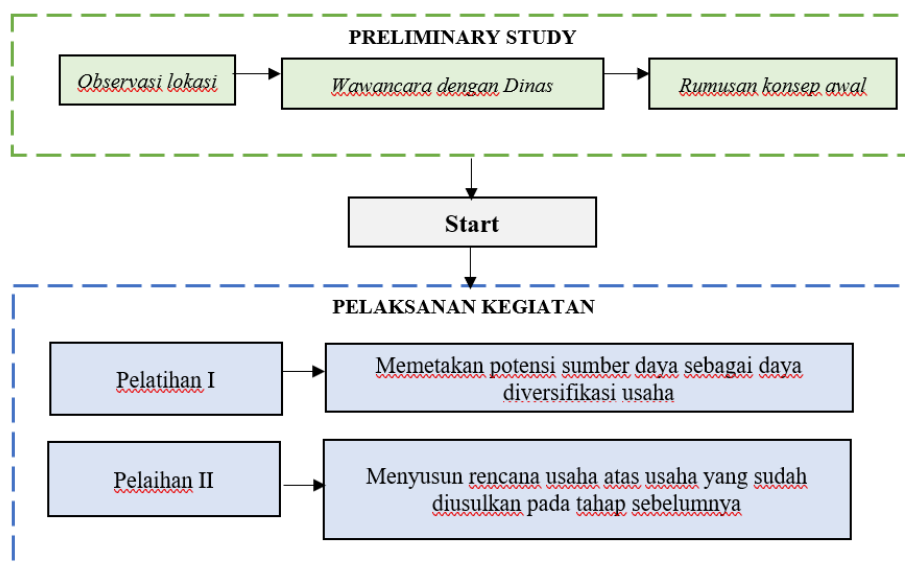 PRELIMINARY STUDY
Observasi lokasi
Wawancara dengan Dinas
Rumusan konsep awal
Start
PELAKSANAN KEGIATAN
Pelatihan I
Memetakan potensi sumber daya sebagai daya
diversifikasi usaha
Pelaihan II
Menyusun rencana usaha atas usaha yang sudah
diusulkan pada tahap sebelumnya